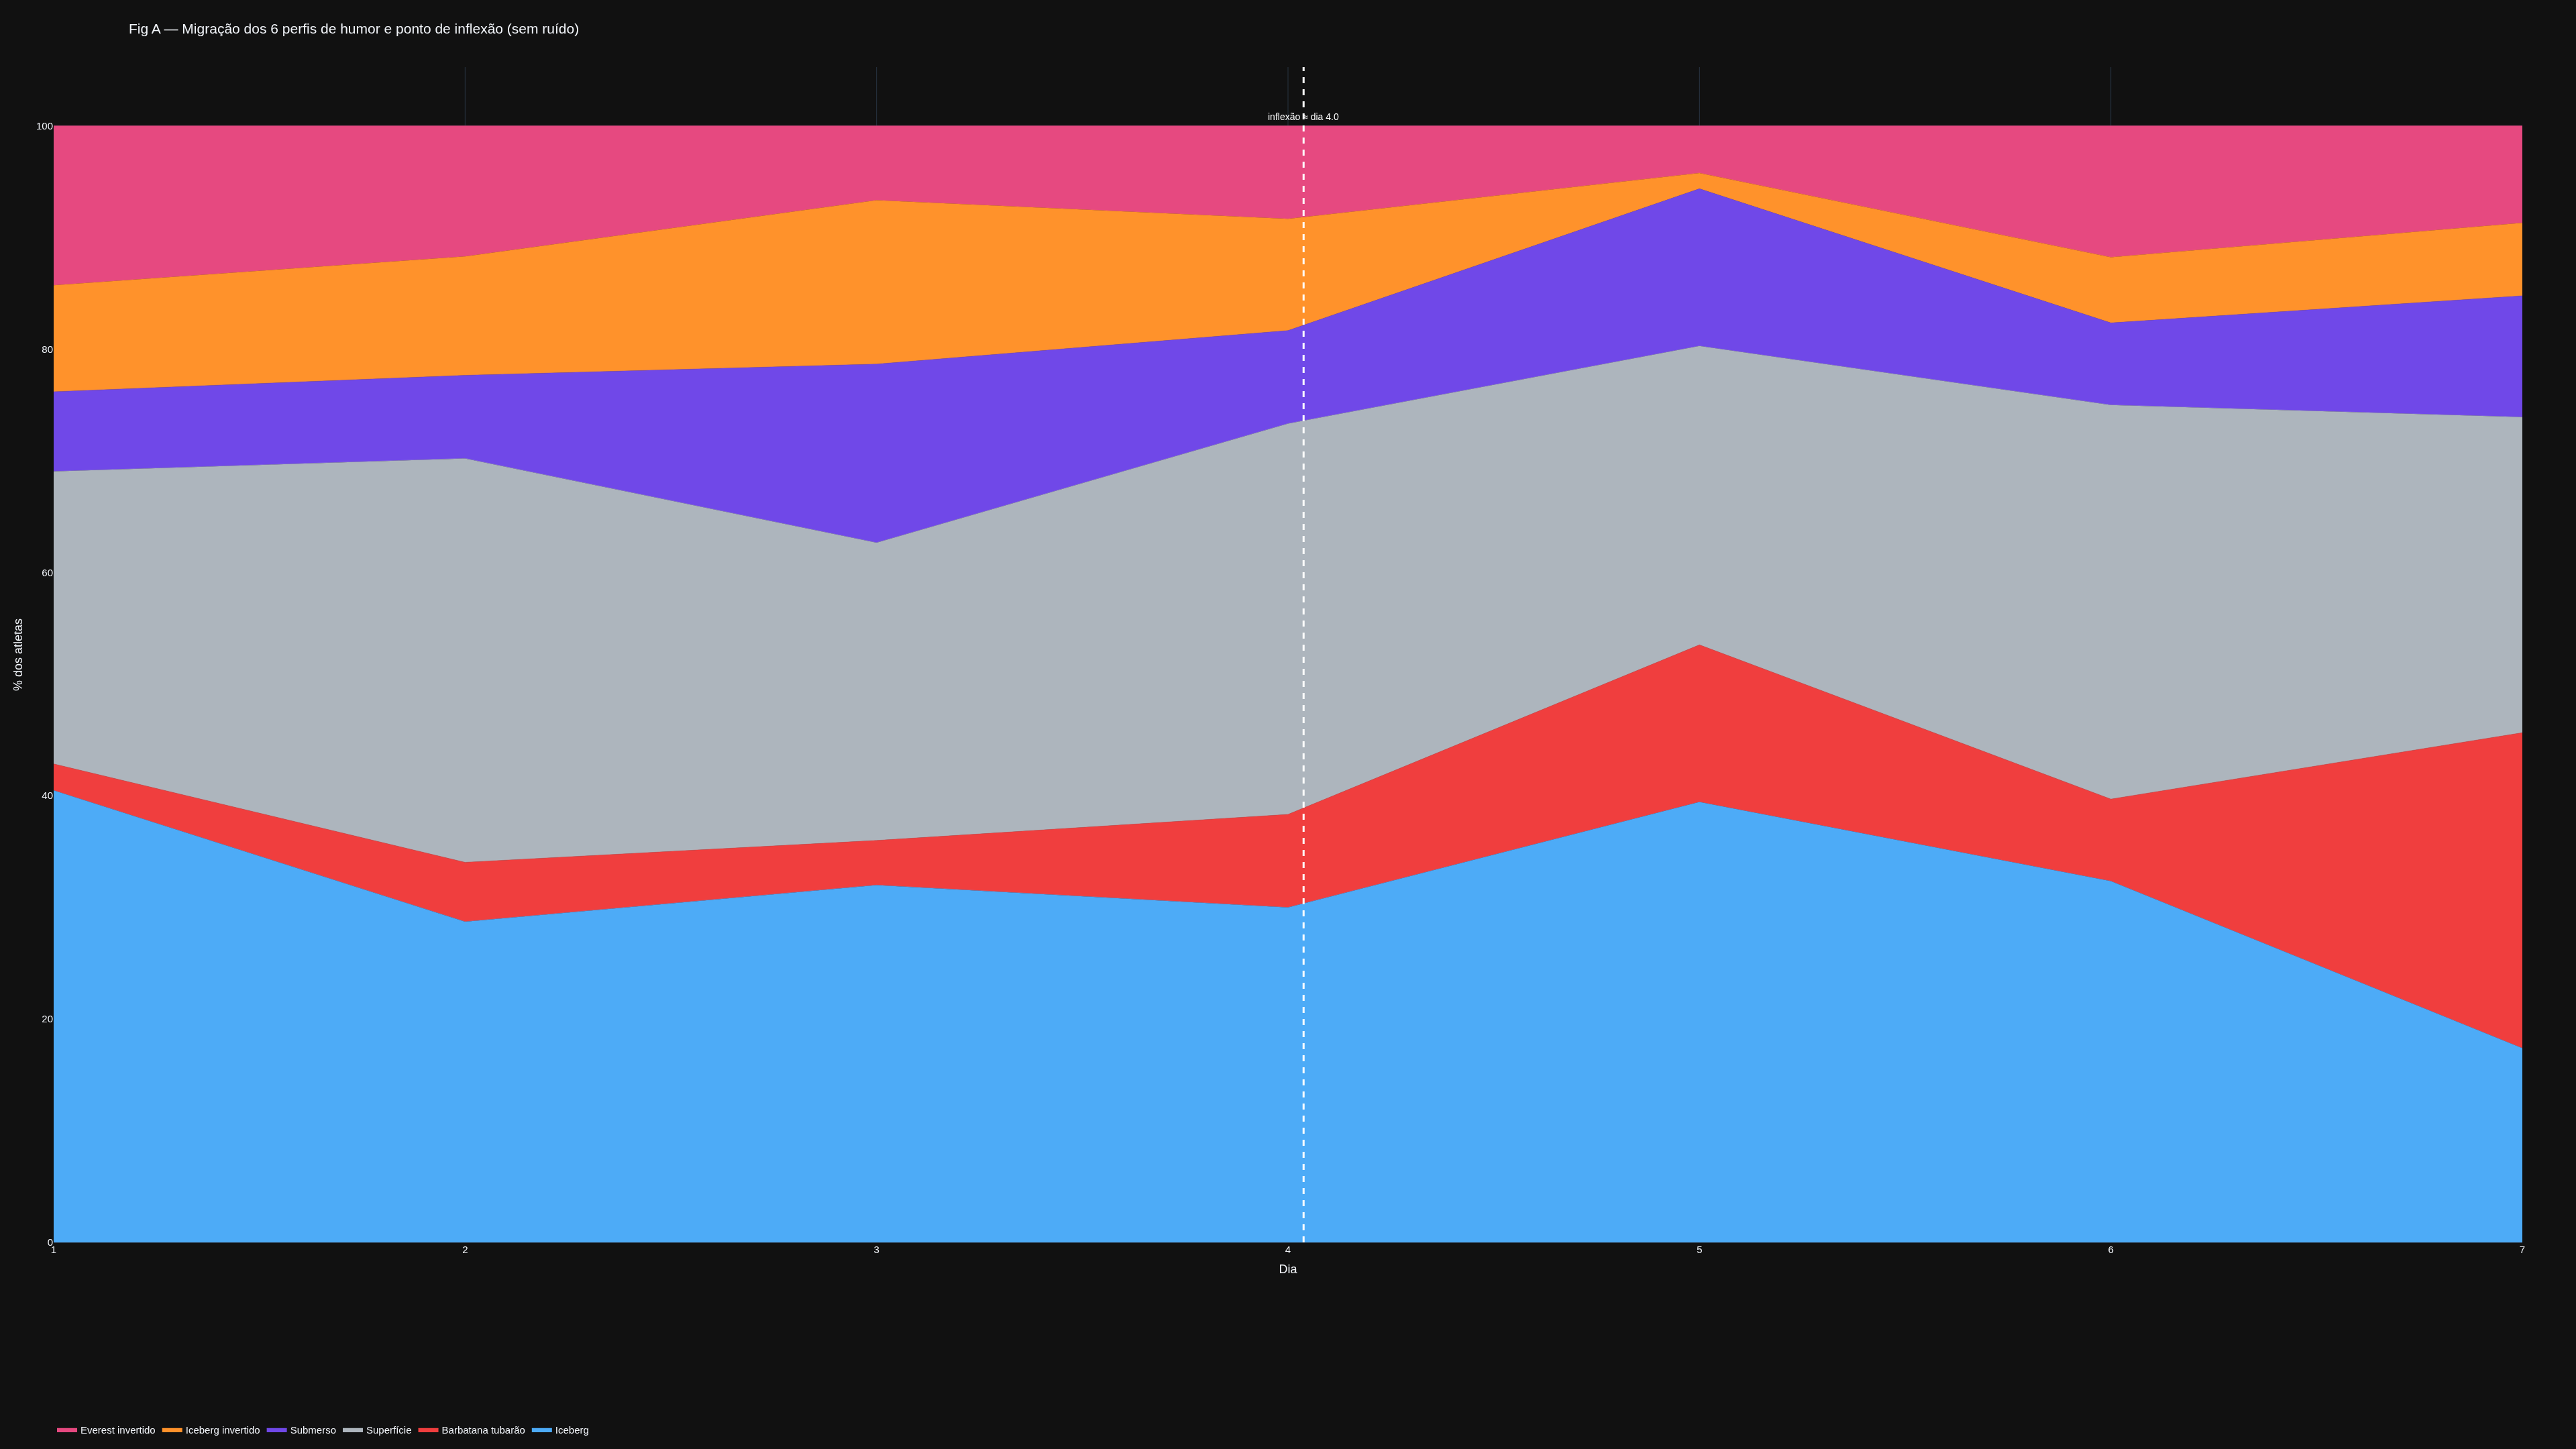 Fig A — Migração dos 6 perfis de humor e ponto de inflexão (sem ruído)
inflexão ≈ dia 4.0
100
80
60
40
20
0
% dos atletas
1 2 3 4 5 6 7
Dia
Everest invertido Iceberg invertido Submerso Superfície Barbatana tubarão Iceberg